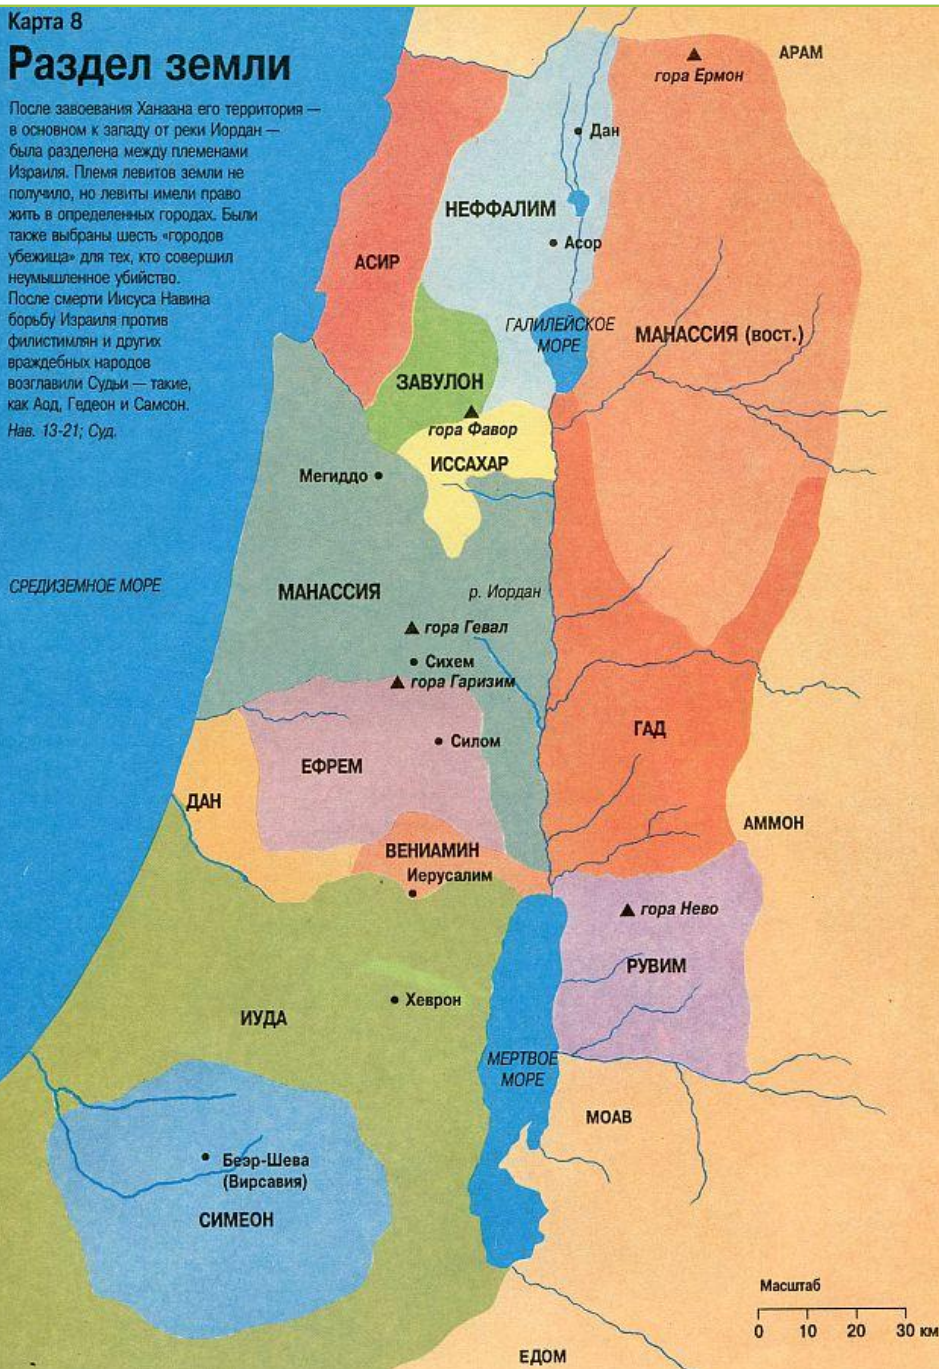 Карта 8
Раздел земли
После завоевания Ханаана его территория —
в основном к западу от реки Иордан —
была разделена между племенами
Израиля. Племя левитов земли не
получило, но левиты имели право
жить в определенных городах. Были
также выбраны шесть «городов
убежища» для тех, кто совершил
неумышленное убийство.
После смерти Иисуса Навина
борьбу Израиля против
филистимлян и других
враждебных народов
возглавили Судьи — такие,
как Аод, Гедеон и Самсон.
Нав. 13-21; Суд.
АРАМ
гора Ермон
Дан
НЕФФАЛИМ
Асор
АСИР
ГАЛИЛЕЙСКОЕ
МОРЕ
МАНАССИЯ (вост.)
ЗАВУЛОН
гора Фавор
ИССАХАР
Мегиддо
СРЕДИЗЕМНОЕ МОРЕ
МАНАССИЯ
р. Иордан
гора Гевал
Сихем
гора Гаризим
ГАД
Силом
ЕФРЕМ
ДАН
АММОН
ВЕНИАМИН
Иерусалим
гора Нево
РУВИМ
Хеврон
ИУДА
МЕРТВОЕ
МОРЕ
МОАВ
Беэр-Шева
(Вирсавия)
СИМЕОН
Масштаб
0 10 20 30 км
ЕДОМ